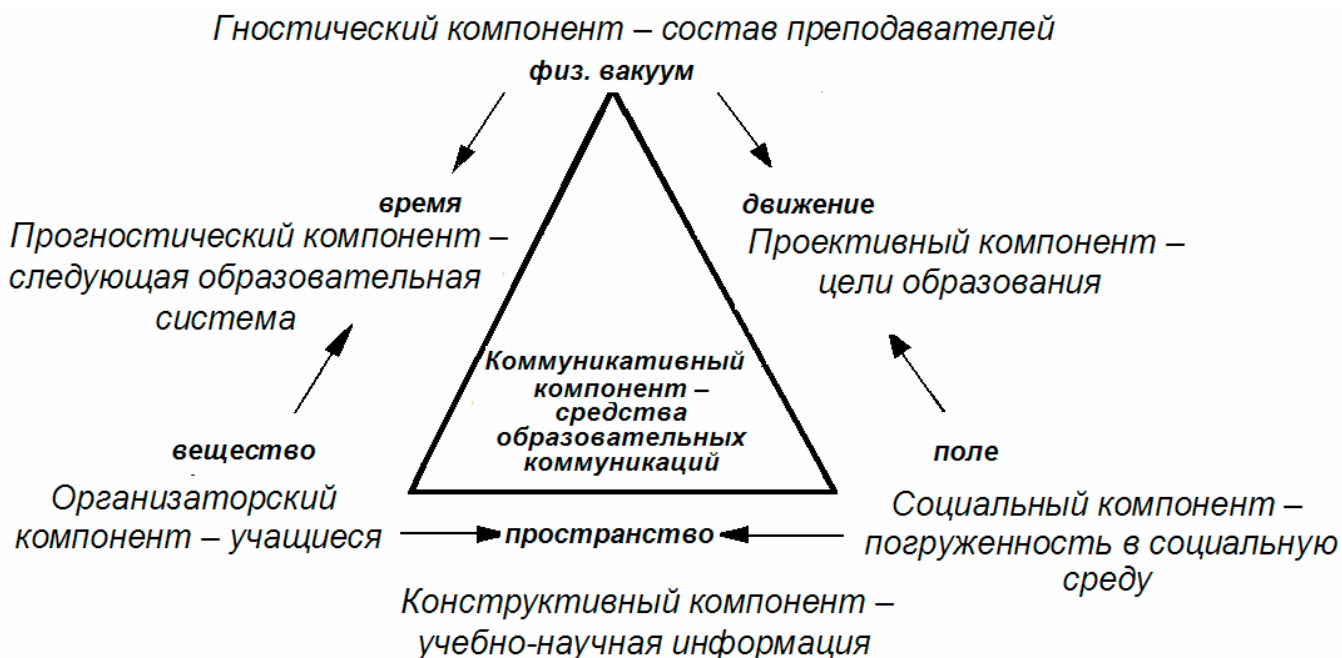 Гностический компонент – состав преподавателей
физ. вакуум
время
Прогностический компонент –
следующая образовательная
система
движение
Проективный компонент –
цели образования
Коммуникативный
компонент –
средства
образовательных
коммуникаций
вещество
Организаторский
компонент – учащиеся
поле
Социальный компонент –
погруженность в социальную
среду
пространство
Конструктивный компонент –
учебно-научная информация